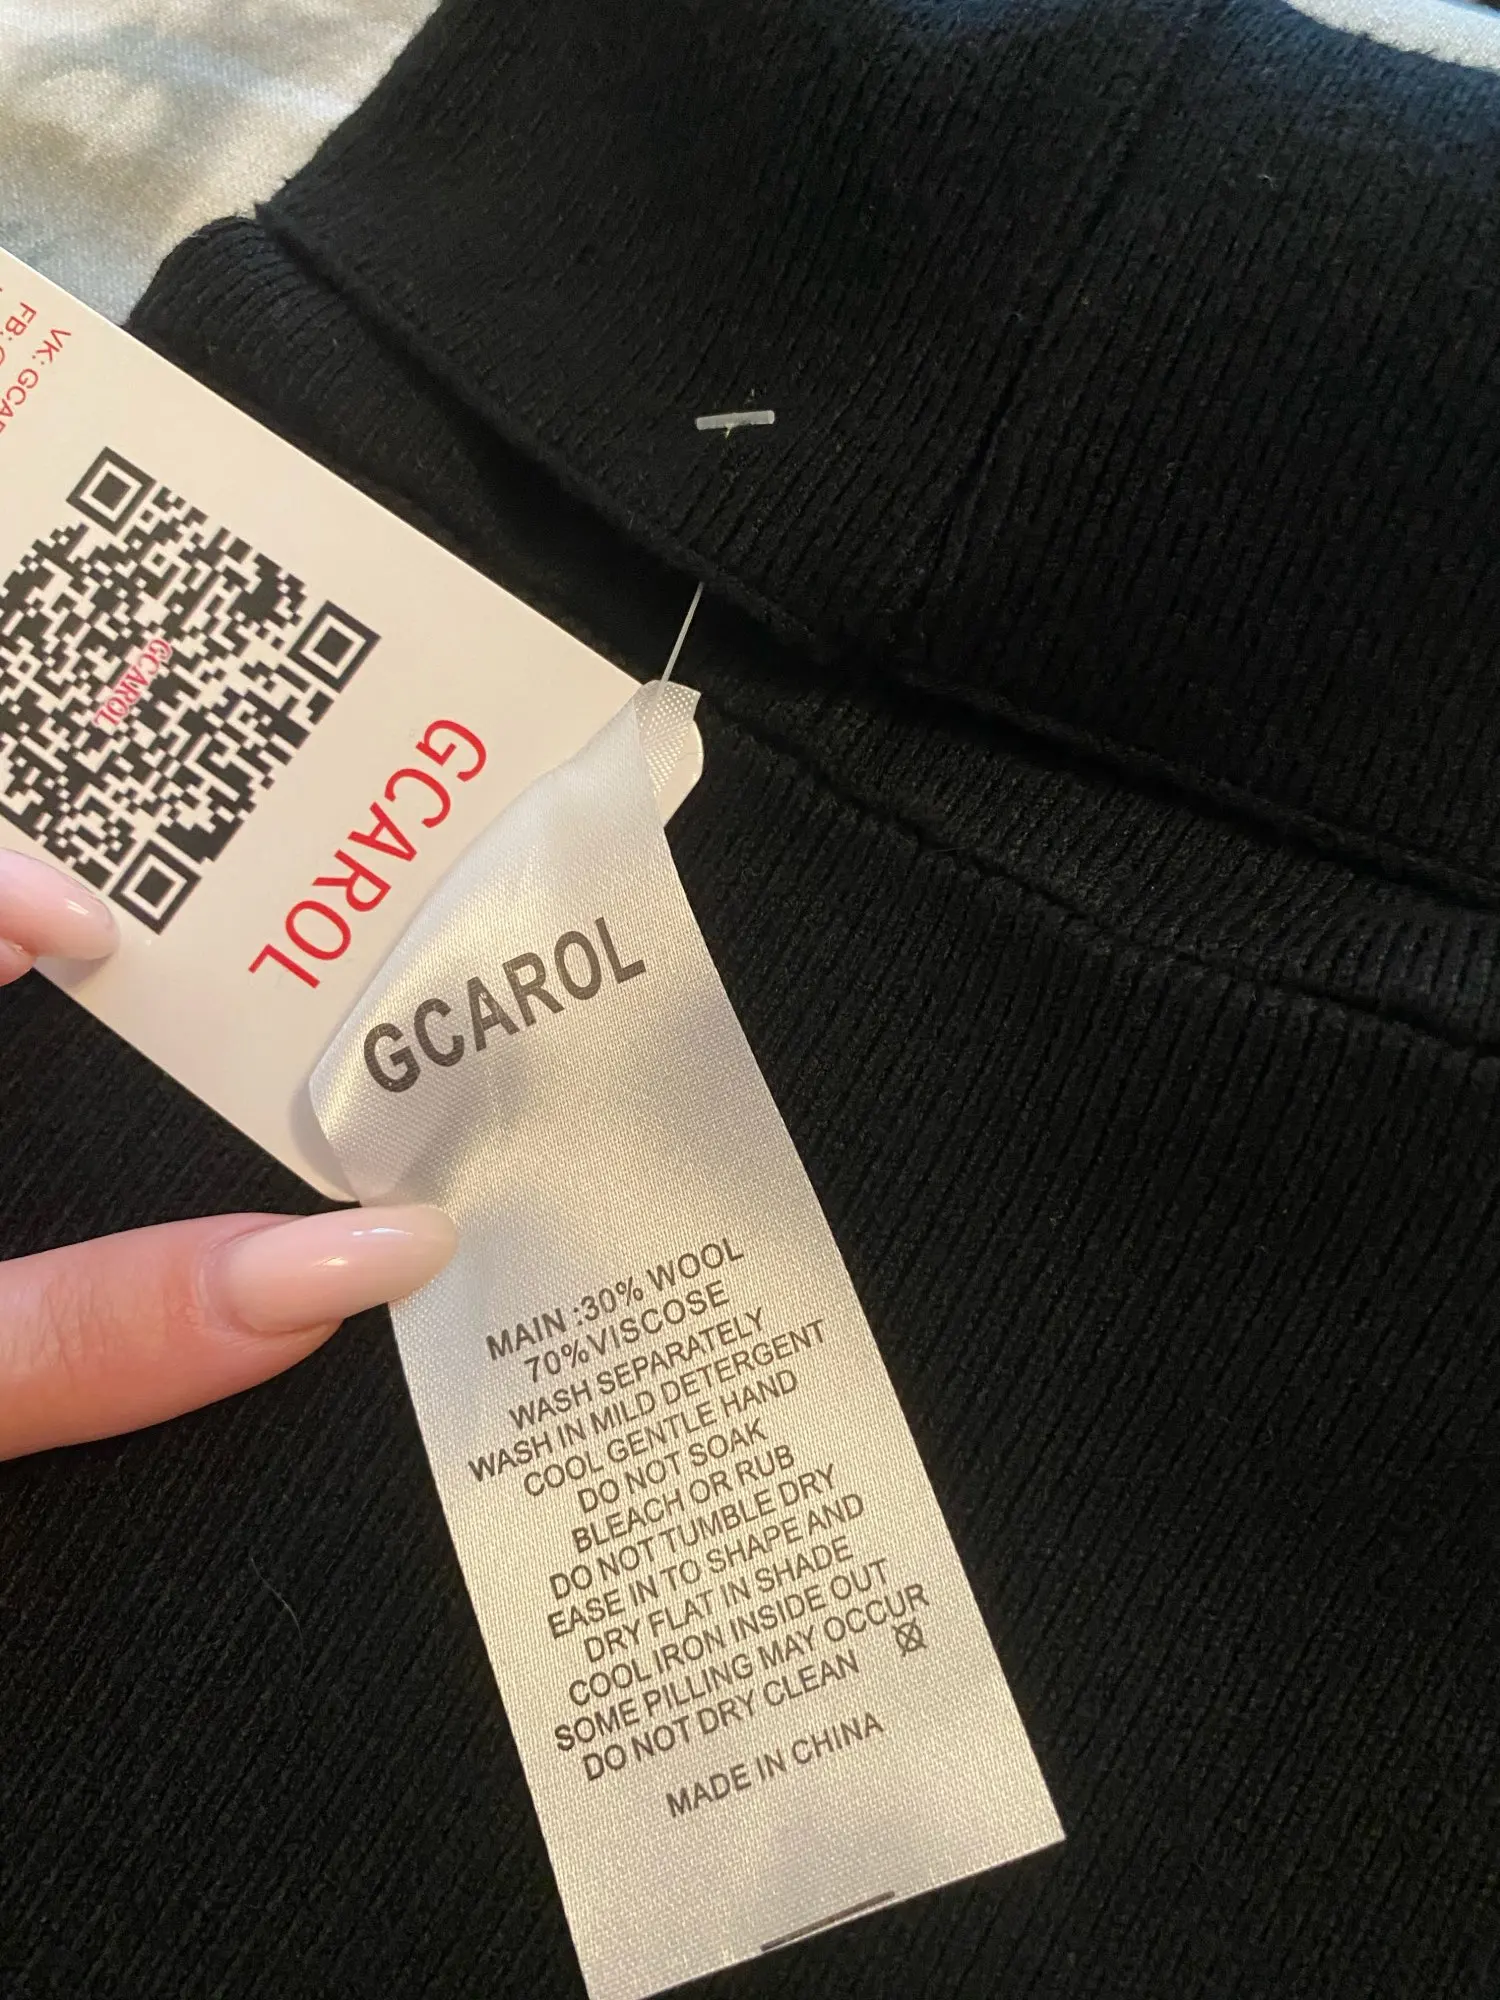 VK: GCAR
FB: G
GCAROL
GCAROL
GCAROL
MAIN :30% WOOL
70%VISCOSE
WASH SEPARATELY
WASH IN MILD DETERGENT
COOL GENTLE HAND
DO NOT SOAK
BLEACH OR RUB
DO NOT TUMBLE DRY
EASE IN TO SHAPE AND
DRY FLAT IN SHADE
COOL IRON INSIDE OUT
SOME PILLING MAY OCCUR
DO NOT DRY CLEAN
MADE IN CHINA